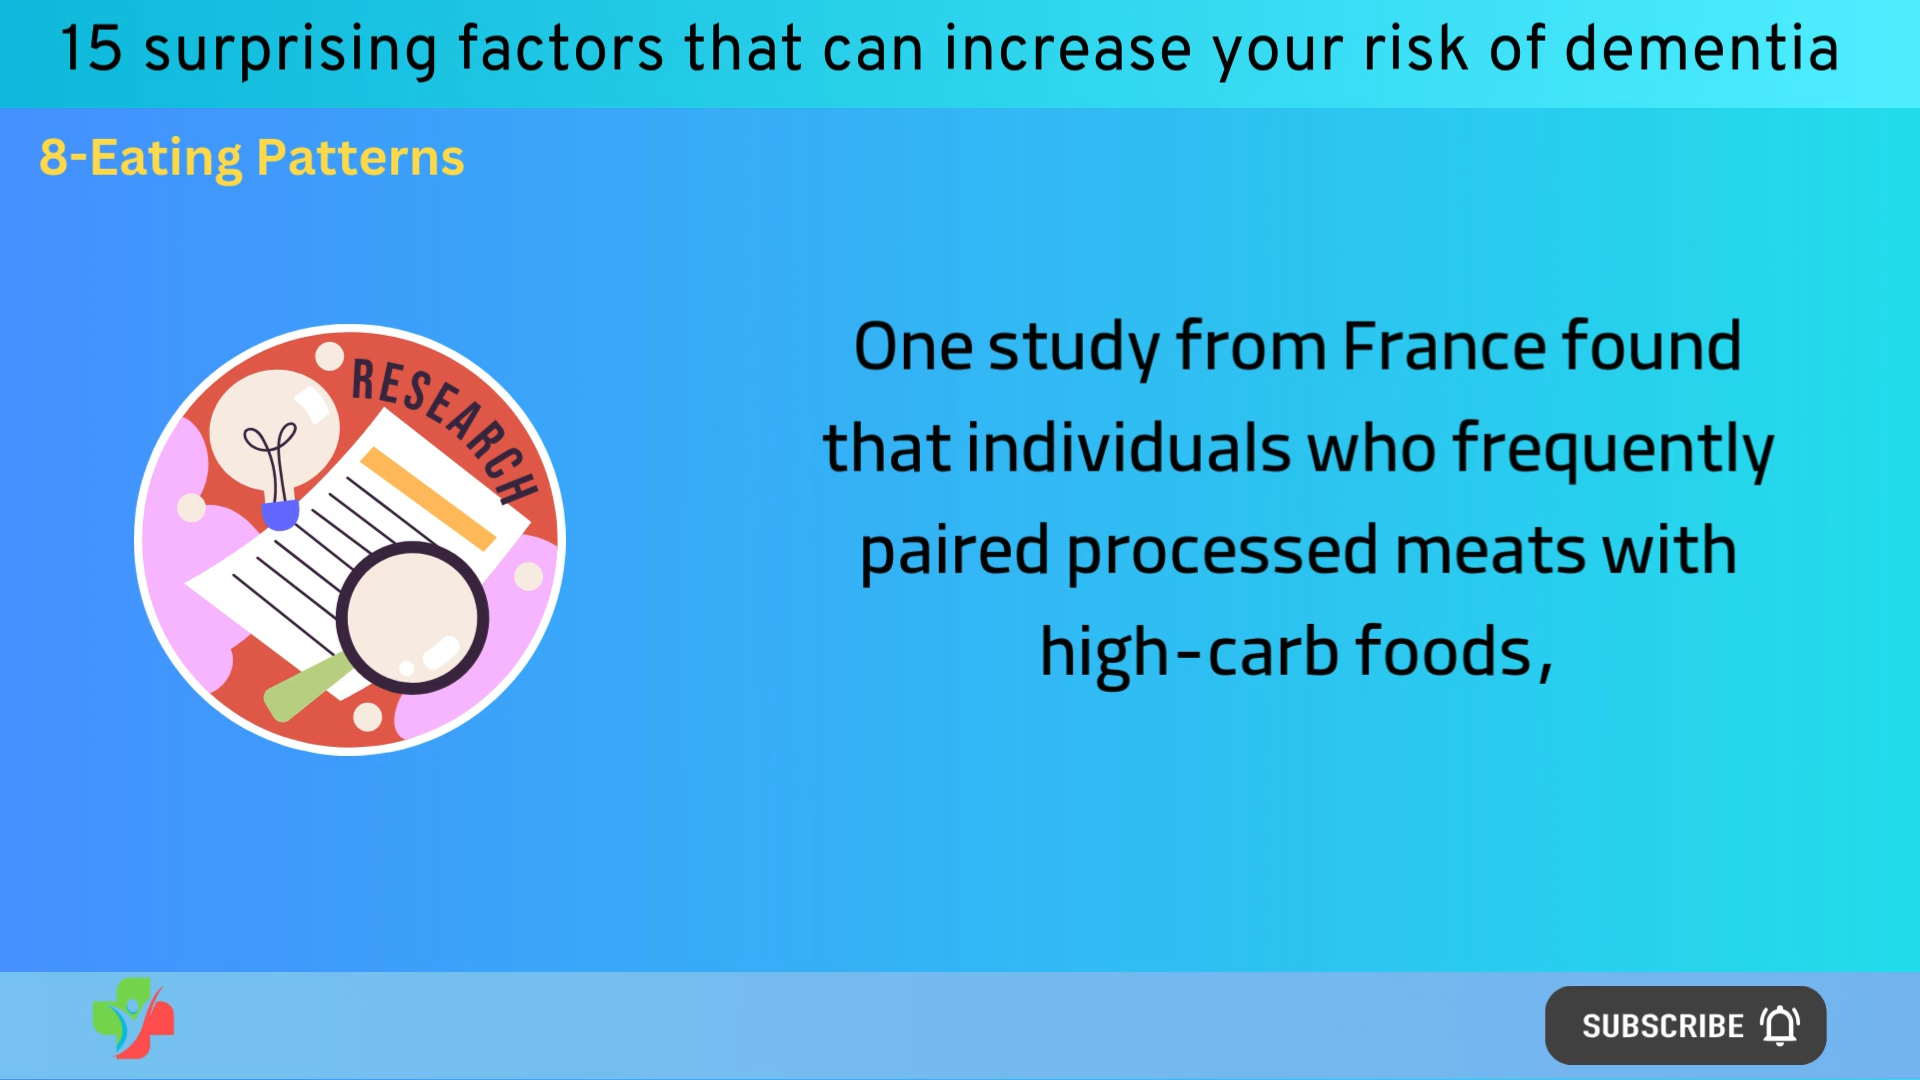 15 surprising factors that can increase your risk of dementia
8-Eating Patterns
RESEARCH
One study from France found
that individuals who frequently
paired processed meats with
high-carb foods,
SUBSCRIBE